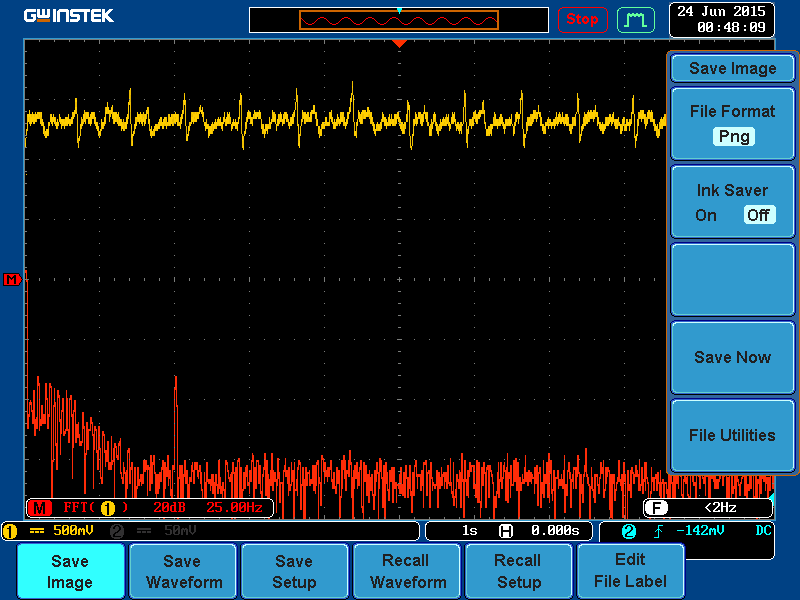 GWINSTEK
Stop
24 Jun 2015
00:48:09
Save Image
File Format
Png
Ink Saver
On Off
Save Now
File Utilities
M
M FFT( 1 ) 20dB 25.00Hz
F <2Hz
1 500mV 2 50mV
1s H 0.000s
2 -142mV DC
Save Image
Save Waveform
Save Setup
Recall Waveform
Recall Setup
Edit File Label